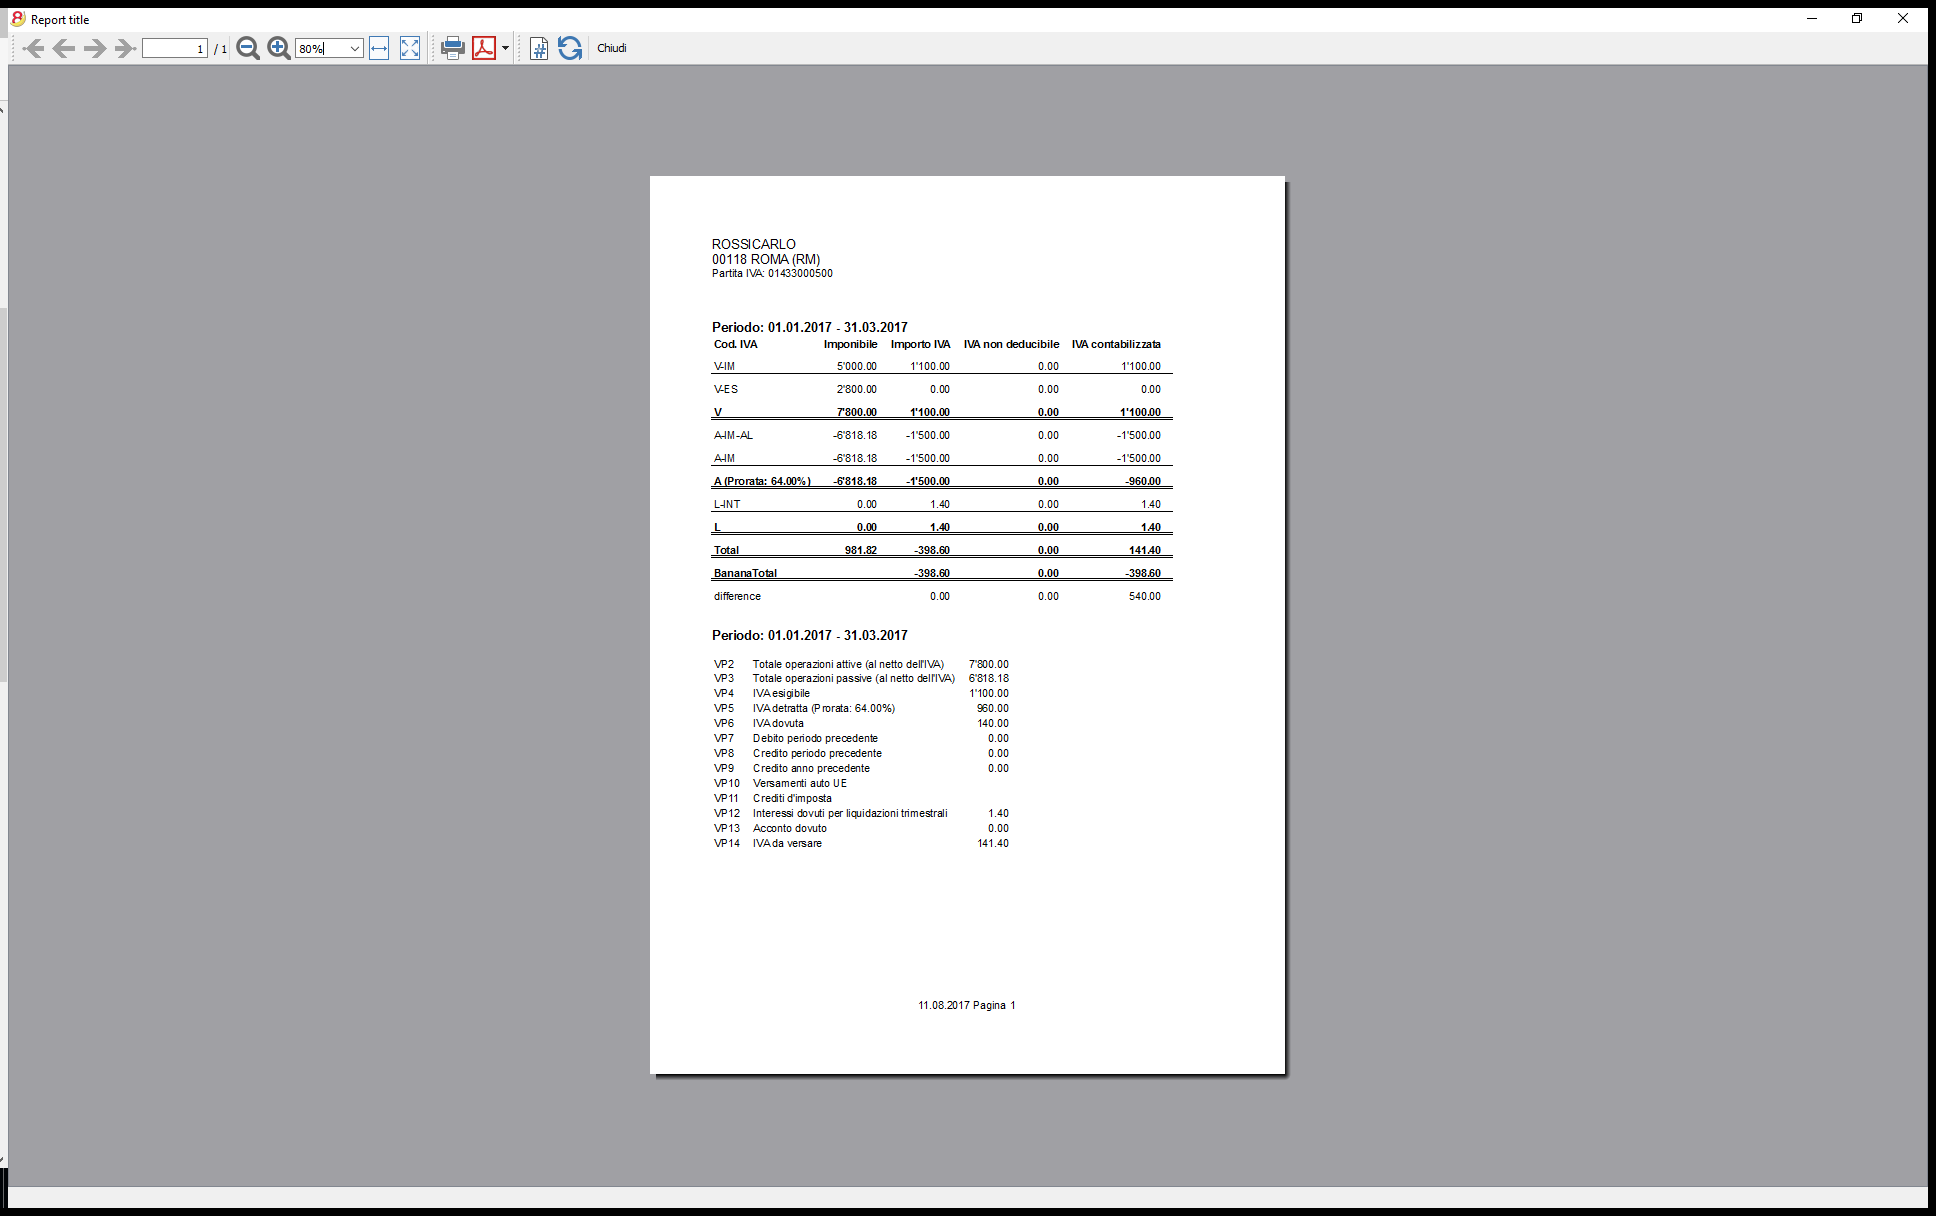 Report title
1 / 1 80% Chiudi
ROSSICARLO
00118 ROMA (RM)
Partita IVA: 01433000500
Periodo: 01.01.2017 - 31.03.2017
Cod. IVA Imponibile Importo IVA IVA non deducibile IVA contabilizzata
V-IM 5'000.00 1'100.00 0.00 1'100.00
V-ES 2'800.00 0.00 0.00 0.00
V 7'800.00 1'100.00 0.00 1'100.00
A-IM-AL -6'818.18 -1'500.00 0.00 -1'500.00
A-IM -6'818.18 -1'500.00 0.00 -1'500.00
A (Prorata: 64.00%) -6'818.18 -1'500.00 0.00 -960.00
L-INT 0.00 1.40 0.00 1.40
L 0.00 1.40 0.00 1.40
Total 981.82 -398.60 0.00 141.40
BananaTotal -398.60 0.00 -398.60
difference 0.00 0.00 540.00
Periodo: 01.01.2017 - 31.03.2017
VP2 Totale operazioni attive (al netto dell'IVA) 7'800.00
VP3 Totale operazioni passive (al netto dell'IVA) 6'818.18
VP4 IVA esigibile 1'100.00
VP5 IVA detratta (Prorata: 64.00%) 960.00
VP6 IVA dovuta 140.00
VP7 Debito periodo precedente 0.00
VP8 Credito periodo precedente 0.00
VP9 Credito anno precedente 0.00
VP10 Versamenti auto UE
VP11 Crediti d'imposta
VP12 Interessi dovuti per liquidazioni trimestrali 1.40
VP13 Acconto dovuto 0.00
VP14 IVA da versare 141.40
11.08.2017 Pagina 1